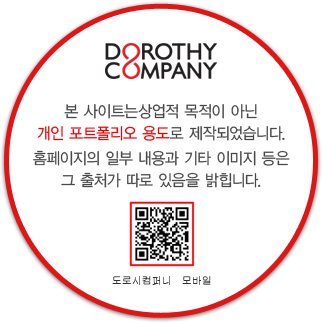 DOROTHY
COMPANY
본 사이트는상업적 목적이 아닌
개인 포트폴리오 용도로 제작되었습니다.
홈페이지의 일부 내용과 기타 이미지 등은
그 출처가 따로 있음을 밝힙니다.
도로시컴퍼니 모바일